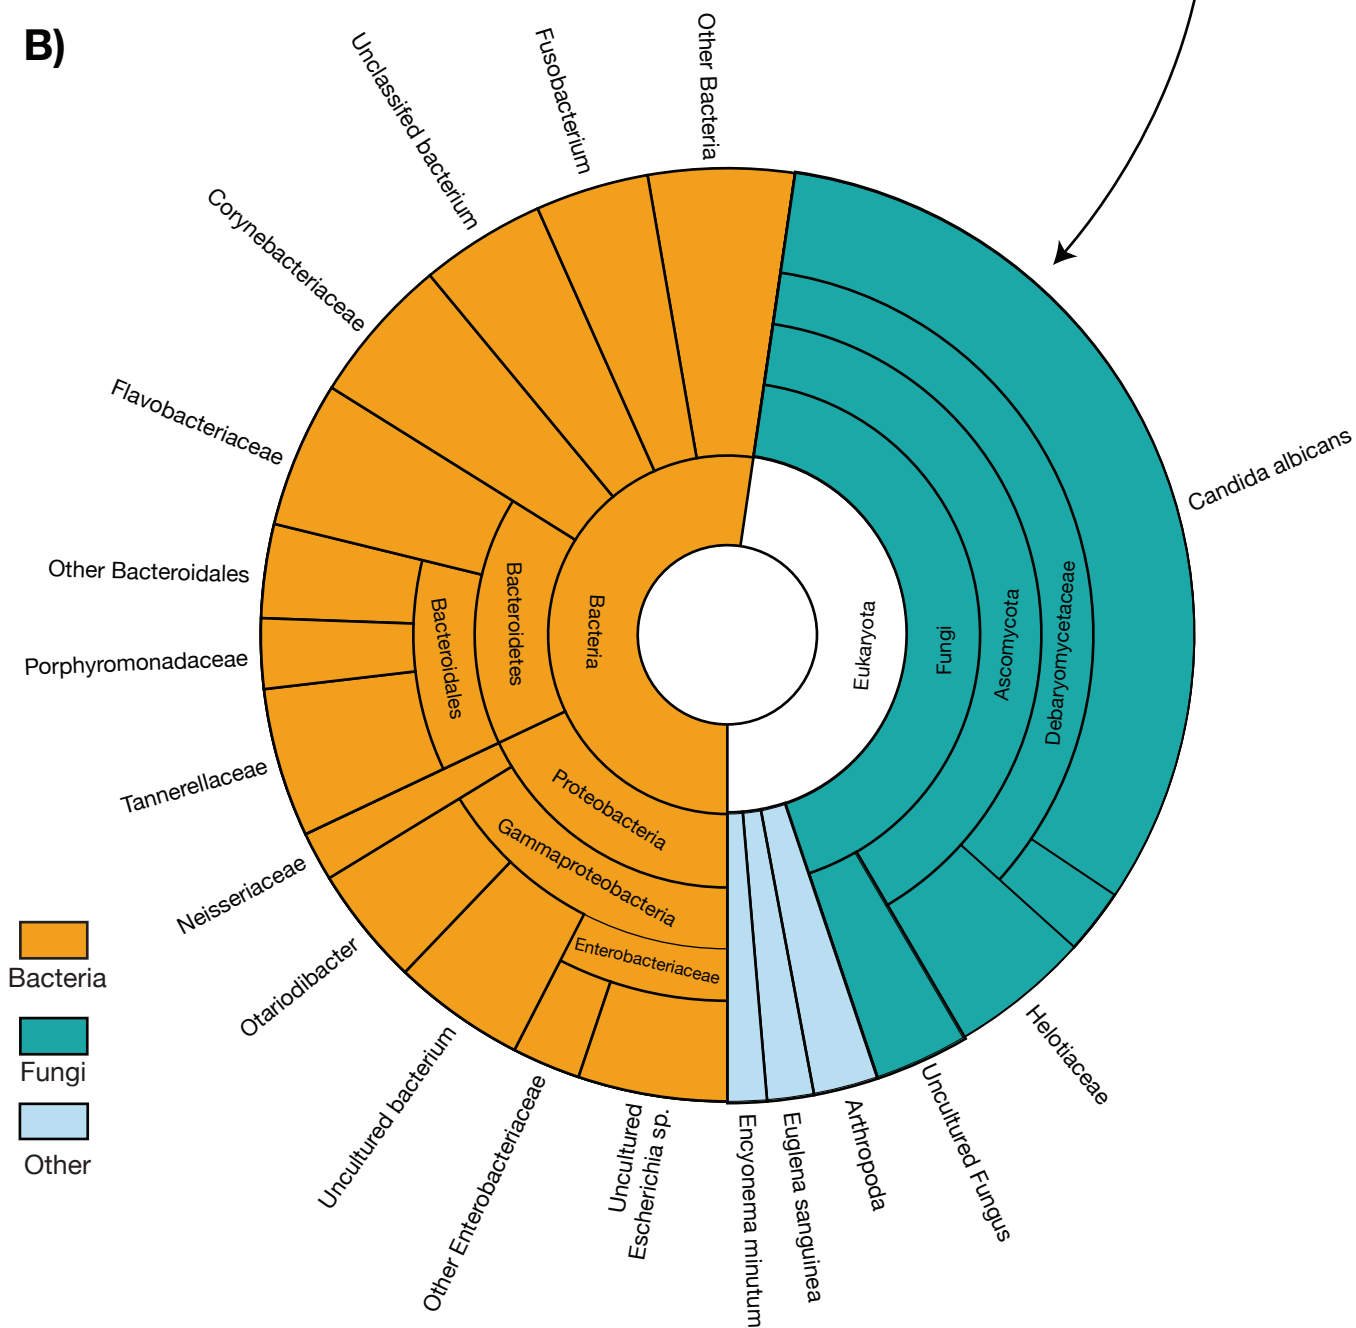 B)
Other Bacteria
Fusobacterium
Unclassifed bacterium
Corynebacteriaceae
Flavobacteriaceae
Other Bacteroidales
Porphyromonadaceae
Tannerellaceae
Neisseriaceae
Otariodibacter
Uncultured bacterium
Other Enterobacteriaceae
Uncultured
Escherichia sp.
Encyonema minutum
Euglena sanguinea
Arthropoda
Uncultured Fungus
Helotiaceae
Candida albicans
Bacteria
Bacteroidetes
Bacteroidales
Proteobacteria
Gammaproteobacteria
Enterobacteriaceae
Eukaryota
Fungi
Ascomycota
Debaryomycetaceae
Bacteria
Fungi
Other